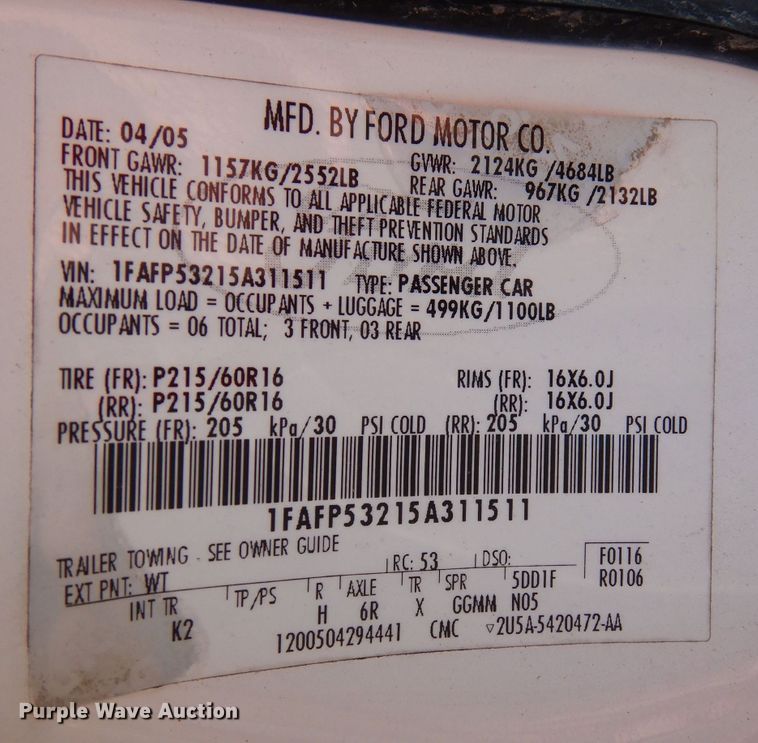 MFD. BY FORD MOTOR CO.
DATE: 04/05
GVWR: 2124KG /4684LB
FRONT GAWR: 1157KG/2552LB
REAR GAWR: 967KG /2132LB
THIS VEHICLE CONFORMS TO ALL APPLICABLE FEDERAL MOTOR
VEHICLE SAFETY, BUMPER, AND THEFT PREVENTION STANDARDS
IN EFFECT ON THE DATE OF MANUFACTURE SHOWN ABOVE.
VIN: 1FAFP53215A311511 TYPE: PASSENGER CAR
MAXIMUM LOAD = OCCUPANTS + LUGGAGE = 499KG/1100LB
OCCUPANTS = 06 TOTAL; 3 FRONT, 03 REAR
TIRE (FR): P215/60R16 RIMS (FR): 16X6.0J
(RR): P215/60R16 (RR): 16X6.0J
PRESSURE (FR): 205 kPa/30 PSI COLD (RR): 205 kPa/30 PSI COLD
1FAFP53215A311511
TRAILER TOWING - SEE OWNER GUIDE
EXT PNT: WT RC: 53 DSO: F0116
INT TR TP/PS R AXLE TR SPR 5DD1F R0106
K2 H 6R X GGMM N05
1200504294441 CMC ▽2U5A-5420472-AA
Purple Wave Auction